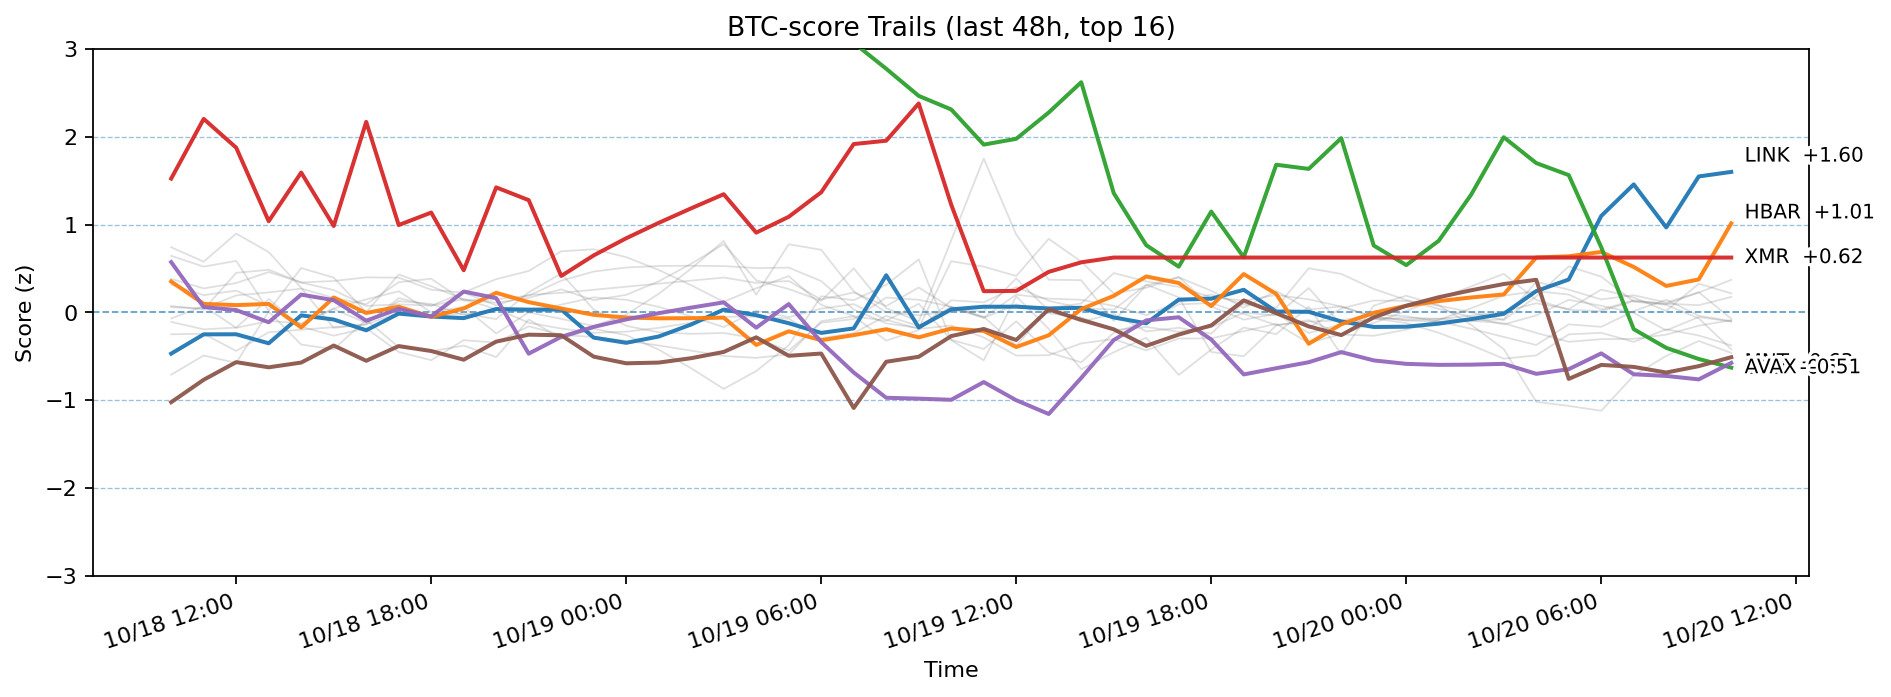 BTC-score Trails (last 48h, top 16)
3
2
1
0
−1
−2
−3
Score (z)
LINK +1.60
HBAR +1.01
XMR +0.62
AVAX
10/18 12:00
10/18 18:00
10/19 00:00
10/19 06:00
10/19 12:00
10/19 18:00
10/20 00:00
10/20 06:00
10/20 12:00
Time